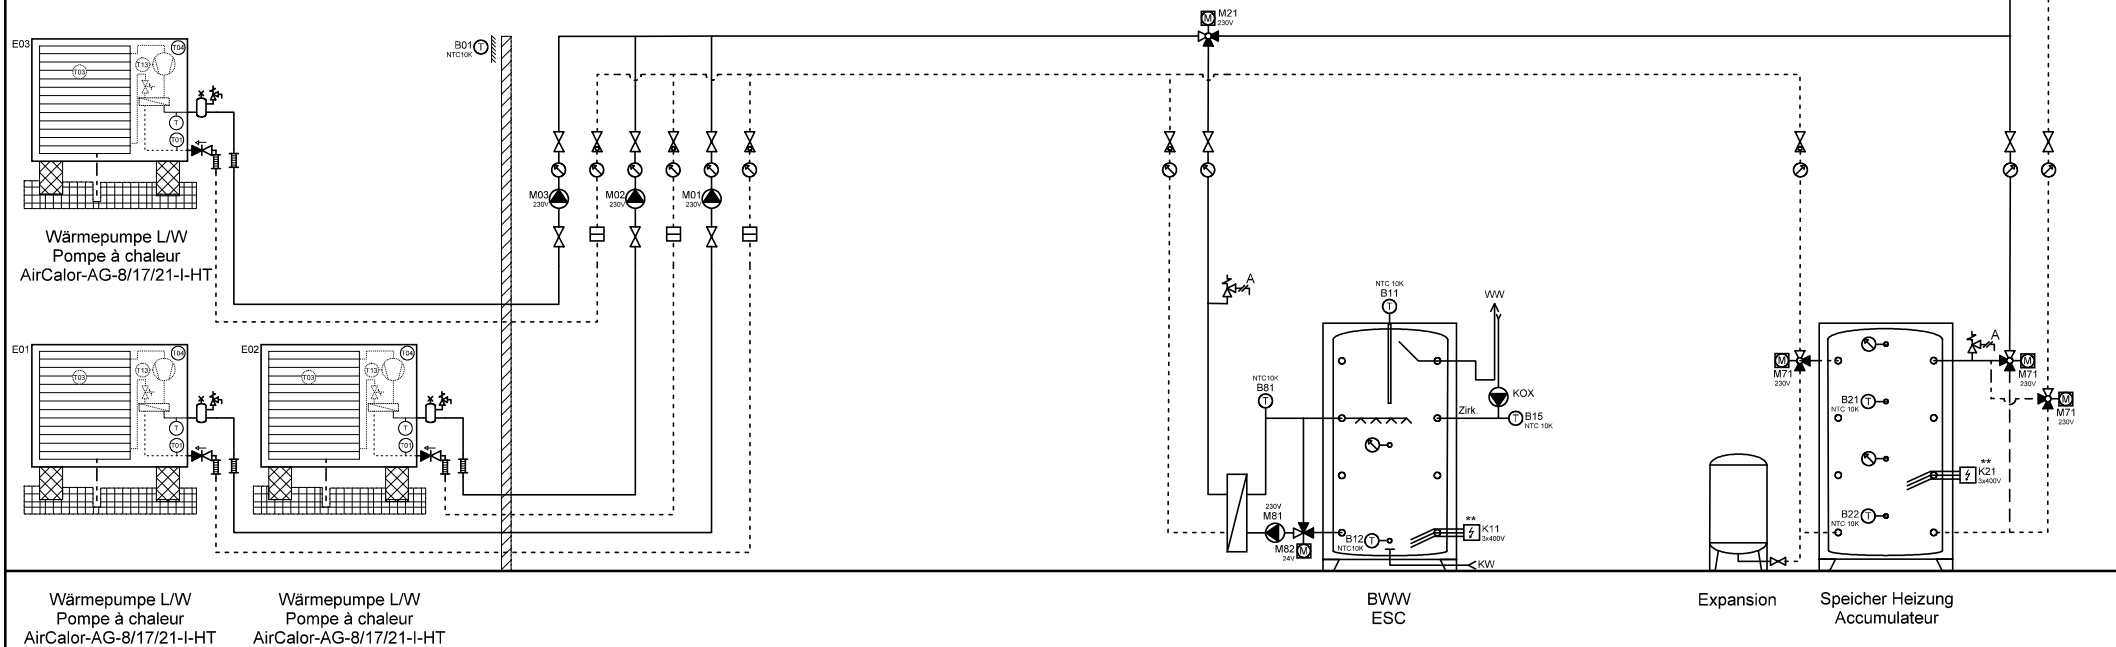 M21
230V
E03
T04
T03
T13
T
T01
B01
T
NTC10K
M03
230V
M02
230V
M01
230V
Wärmepumpe L/W
Pompe à chaleur
AirCalor-AG-8/17/21-I-HT
A
NTC 10K
B11
T
WW
E01
T04
T03
T13
T
T01
E02
T04
T03
T13
T
T01
NTC10K
B81
T
KOX
Zirk.
T
B15
NTC 10K
M
M71
230V
A
M
M71
230V
M
M71
230V
B21
T
NTC 10K
**
K21
3x400V
B22
T
NTC 10K
230V
M81
M82
24V
M
B12
T
NTC10K
**
K11
3x400V
KW
Wärmepumpe L/W
Pompe à chaleur
AirCalor-AG-8/17/21-I-HT
Wärmepumpe L/W
Pompe à chaleur
AirCalor-AG-8/17/21-I-HT
BWW
ESC
Expansion
Speicher Heizung
Accumulateur